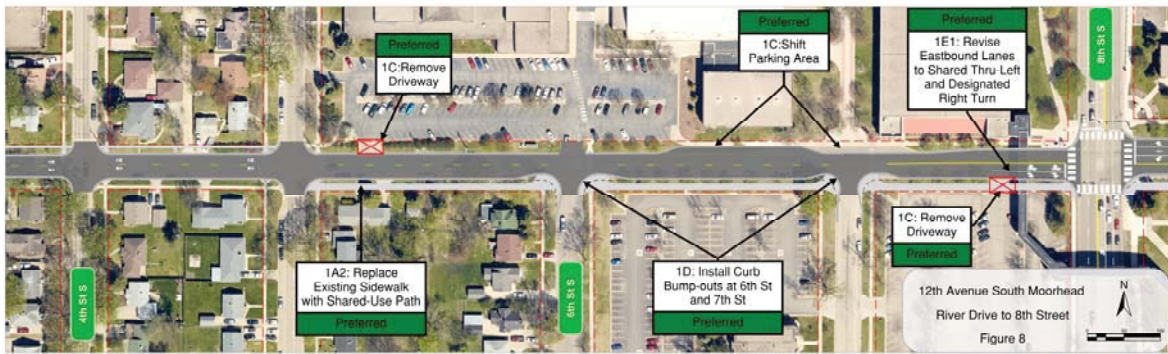 Preferred
1C:Remove
Driveway
Preferred
1C:Shift
Parking Area
Preferred
1E1: Revise
Eastbound Lanes
to Shared Thru-Left
and Designated
Right Turn
8th St S
4th St S
1A2: Replace
Existing Sidewalk
with Shared-Use Path
Preferred
6th St S
1D: Install Curb
Bump-outs at 6th St
and 7th St
Preferred
1C: Remove
Driveway
Preferred
12th Avenue South Moorhead
River Drive to 8th Street
Figure 8
N